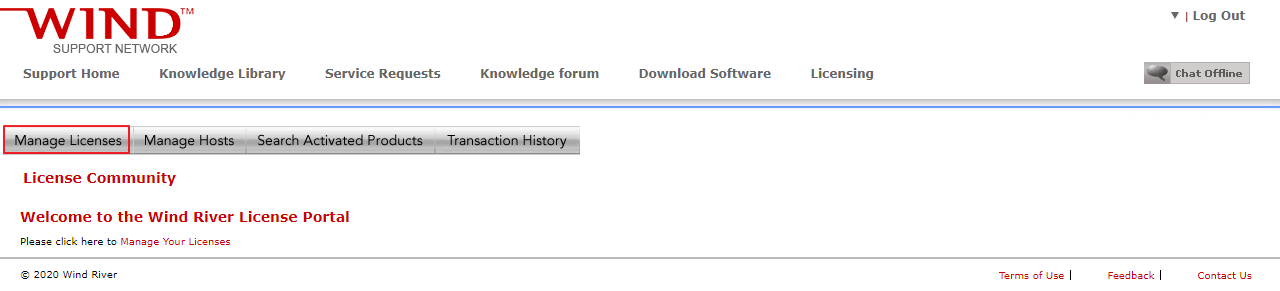 WIND™
SUPPORT NETWORK
▼ | Log Out
Support Home Knowledge Library Service Requests Knowledge forum Download Software Licensing Chat Offline
Manage Licenses Manage Hosts Search Activated Products Transaction History
License Community
Welcome to the Wind River License Portal
Please click here to Manage Your Licenses
© 2020 Wind River Terms of Use | Feedback | Contact Us